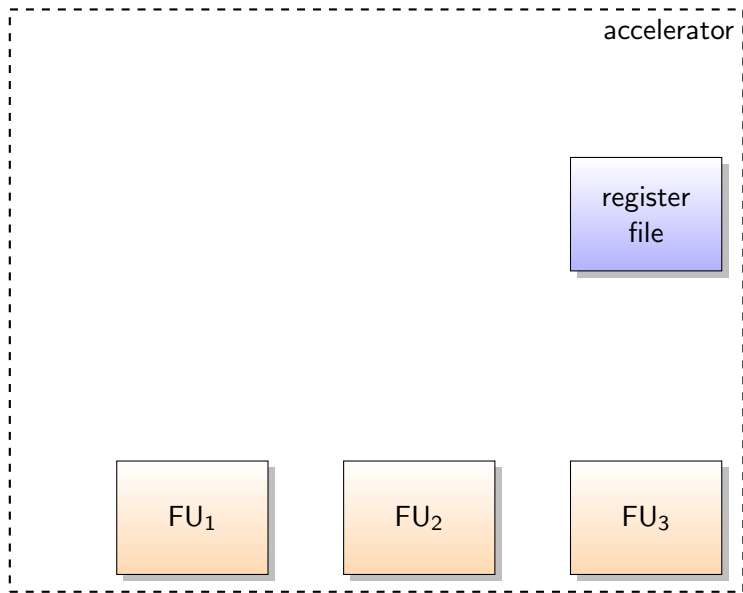 accelerator
register
file
FU₁
FU₂
FU₃